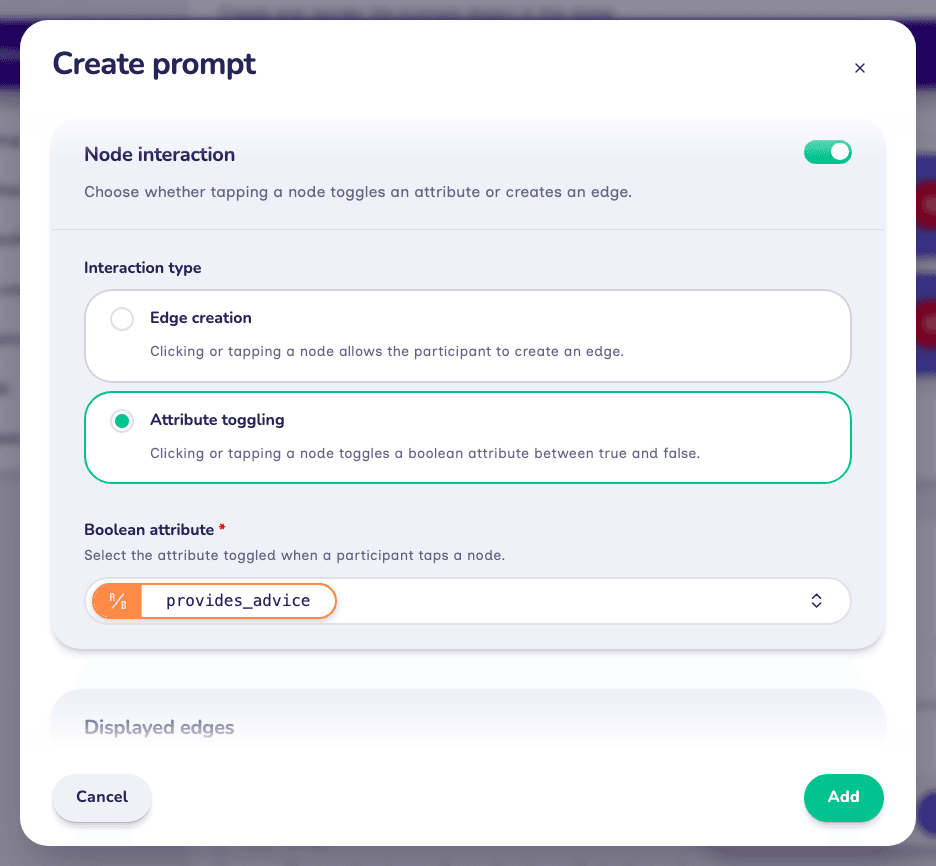 Create prompt
Node interaction
Choose whether tapping a node toggles an attribute or creates an edge.
Interaction type
Edge creation
Clicking or tapping a node allows the participant to create an edge.
Attribute toggling
Clicking or tapping a node toggles a boolean attribute between true and false.
Boolean attribute *
Select the attribute toggled when a participant taps a node.
A/B provides_advice
Displayed edges
Cancel
Add